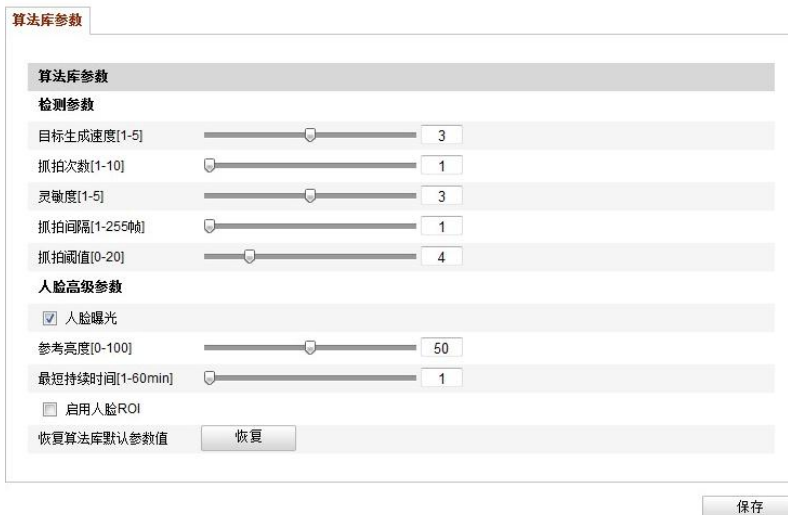 算法库参数
算法库参数
检测参数
目标生成速度[1-5] 3
抓拍次数[1-10] 1
灵敏度[1-5] 3
抓拍间隔[1-255帧] 1
抓拍阈值[0-20] 4
人脸高级参数
人脸曝光
参考亮度[0-100] 50
最短持续时间[1-60min] 1
启用人脸ROI
恢复算法库默认参数值 恢复
保存